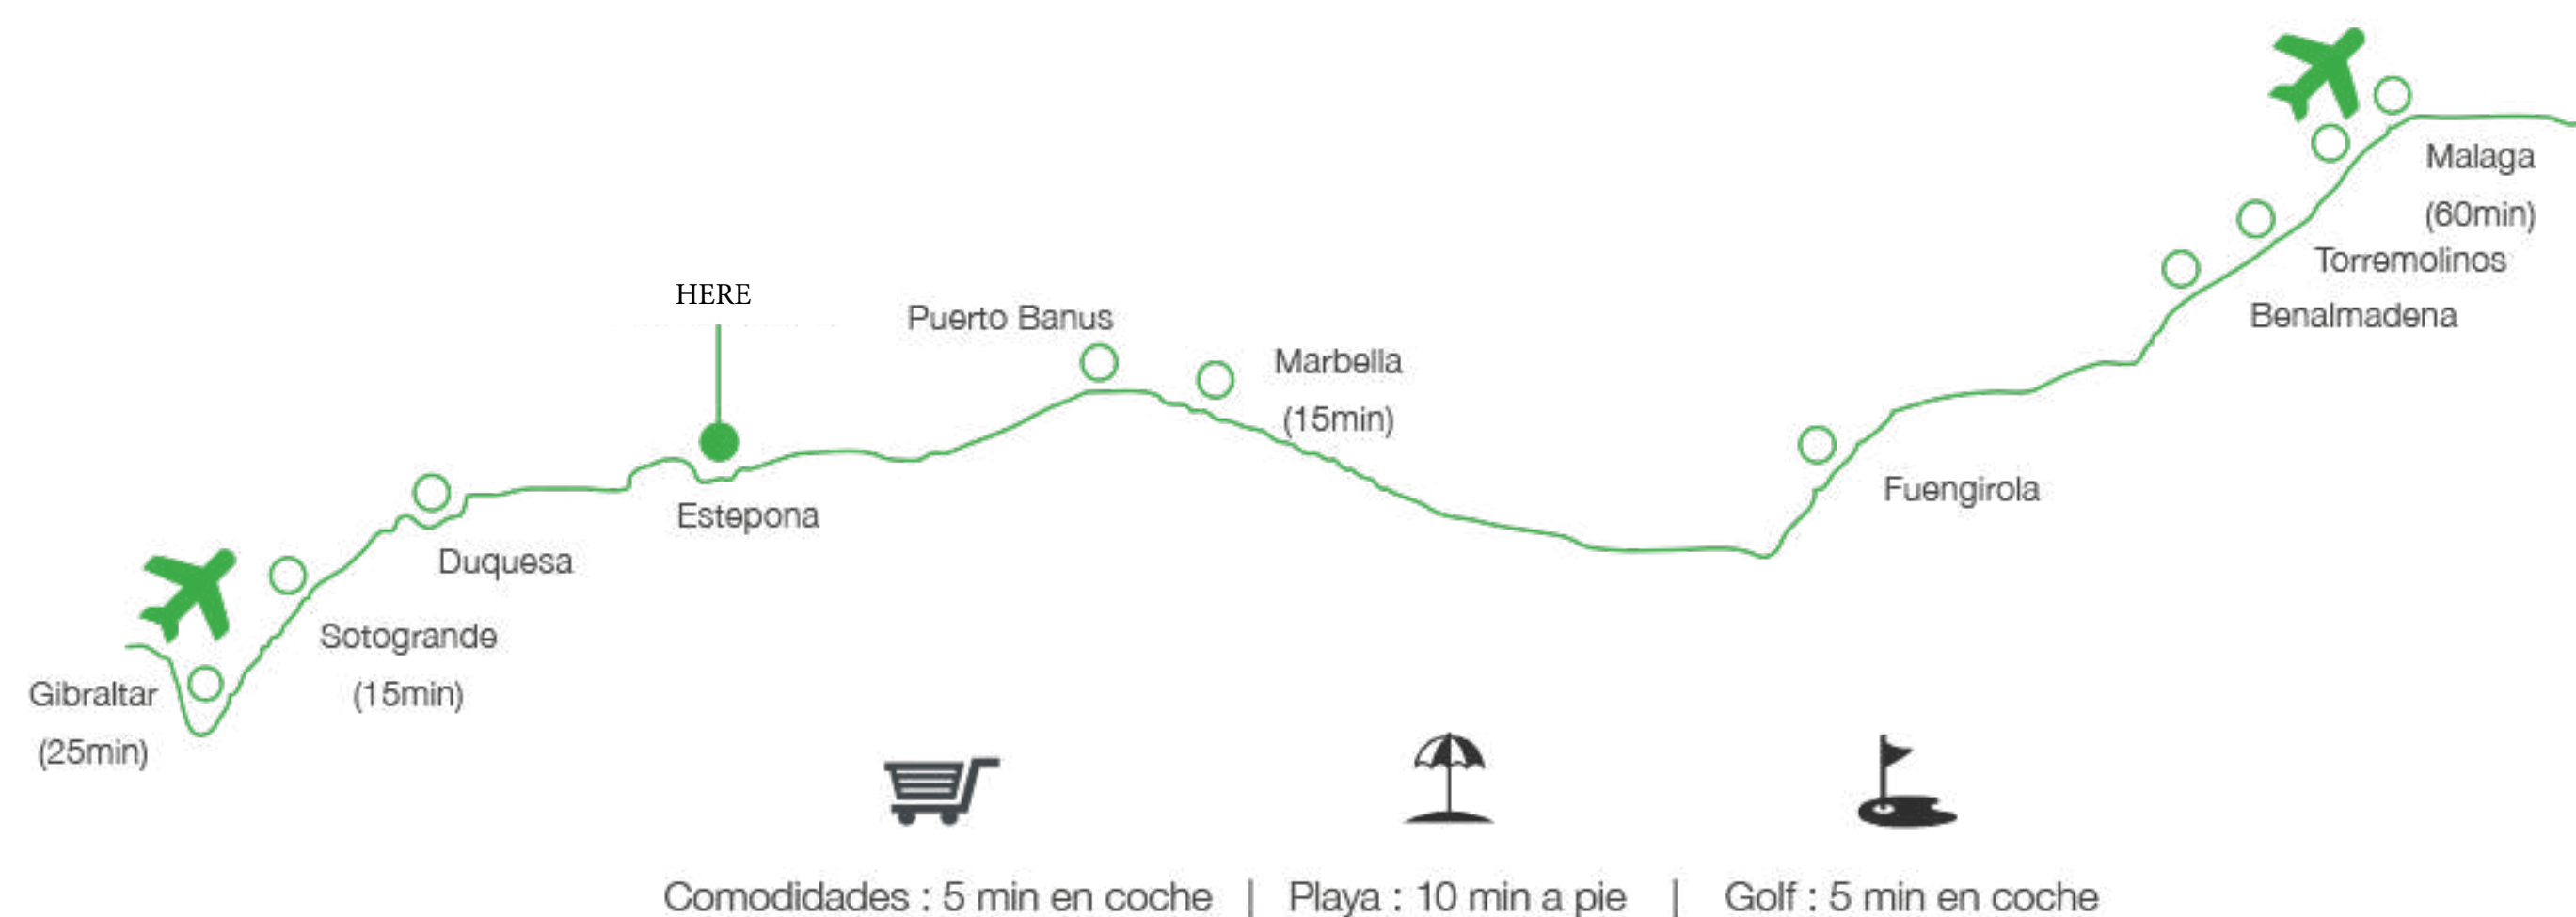 HERE
Puerto Banus
Marbella
(15min)
Malaga
(60min)
Torremolinos
Benalmadena
Fuengirola
Estepona
Duquesa
Sotogrande
(15min)
Gibraltar
(25min)
Comodidades : 5 min en coche | Playa : 10 min a pie | Golf : 5 min en coche